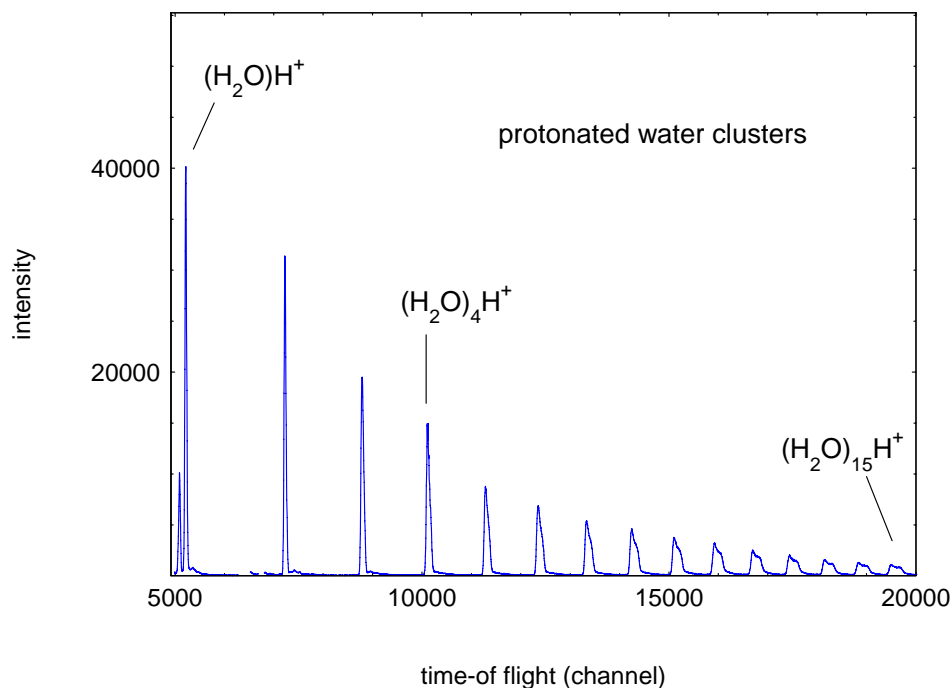 (H₂O)H⁺
protonated water clusters
40000
intensity
(H₂O)₄H⁺
20000
(H₂O)₁₅H⁺
5000 10000 15000 20000
time-of flight (channel)